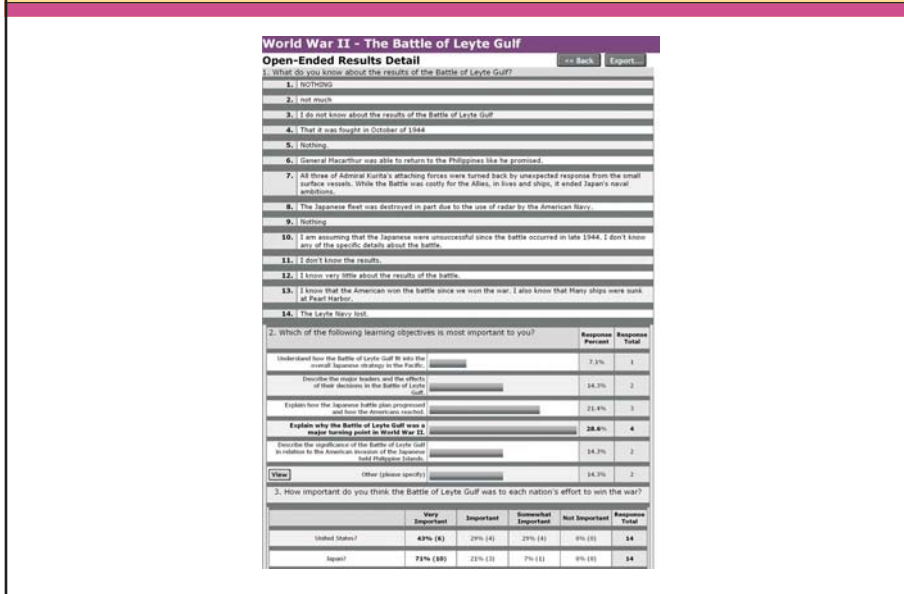 World War II - The Battle of Leyte Gulf
Open-Ended Results Detail
<< Back Export...
1. What do you know about the results of the Battle of Leyte Gulf?
1. NOTHING
2. not much
3. I do not know about the results of the Battle of Leyte Gulf
4. That it was fought in October of 1944
5. Nothing.
6. General Macarthur was able to return to the Philippines like he promised.
7. All three of Admiral Kurita's attaching forces were turned back by unexpected response from the small
surface vessels. While the Battle was costly for the Allies, in lives and ships, it ended Japan's naval
ambitions.
8. The Japanese fleet was destroyed in part due to the use of radar by the American Navy.
9. Nothing
10. I am assuming that the Japanese were unsuccessful since the battle occurred in late 1944. I don't know
any of the specific details about the battle.
11. I don't know the results.
12. I know very little about the results of the battle.
13. I know that the American won the battle since we won the war. I also know that Many ships were sunk
at Pearl Harbor.
14. The Leyte Navy lost.
2. Which of the following learning objectives is most important to you?
Response Percent Response Total
Understand how the Battle of Leyte Gulf fit into the
overall Japanese strategy in the Pacific.
7.1% 1
Describe the major leaders and the effects
of their decisions in the Battle of Leyte
Gulf.
14.3% 2
Explain how the Japanese battle plan progressed
and how the Americans reacted.
21.4% 3
Explain why the Battle of Leyte Gulf was a
major turning point in World War II.
28.6% 4
Describe the significance of the Battle of Leyte Gulf
in relation to the American invasion of the Japanese
held Philippine Islands.
14.3% 2
View Other (please specify) 14.3% 2
3. How important do you think the Battle of Leyte Gulf was to each nation's effort to win the war?
Very Important Important Somewhat Important Not Important Response Total
United States? 43% (6) 29% (4) 29% (4) 0% (0) 14
Japan? 71% (10) 21% (3) 7% (1) 0% (0) 14